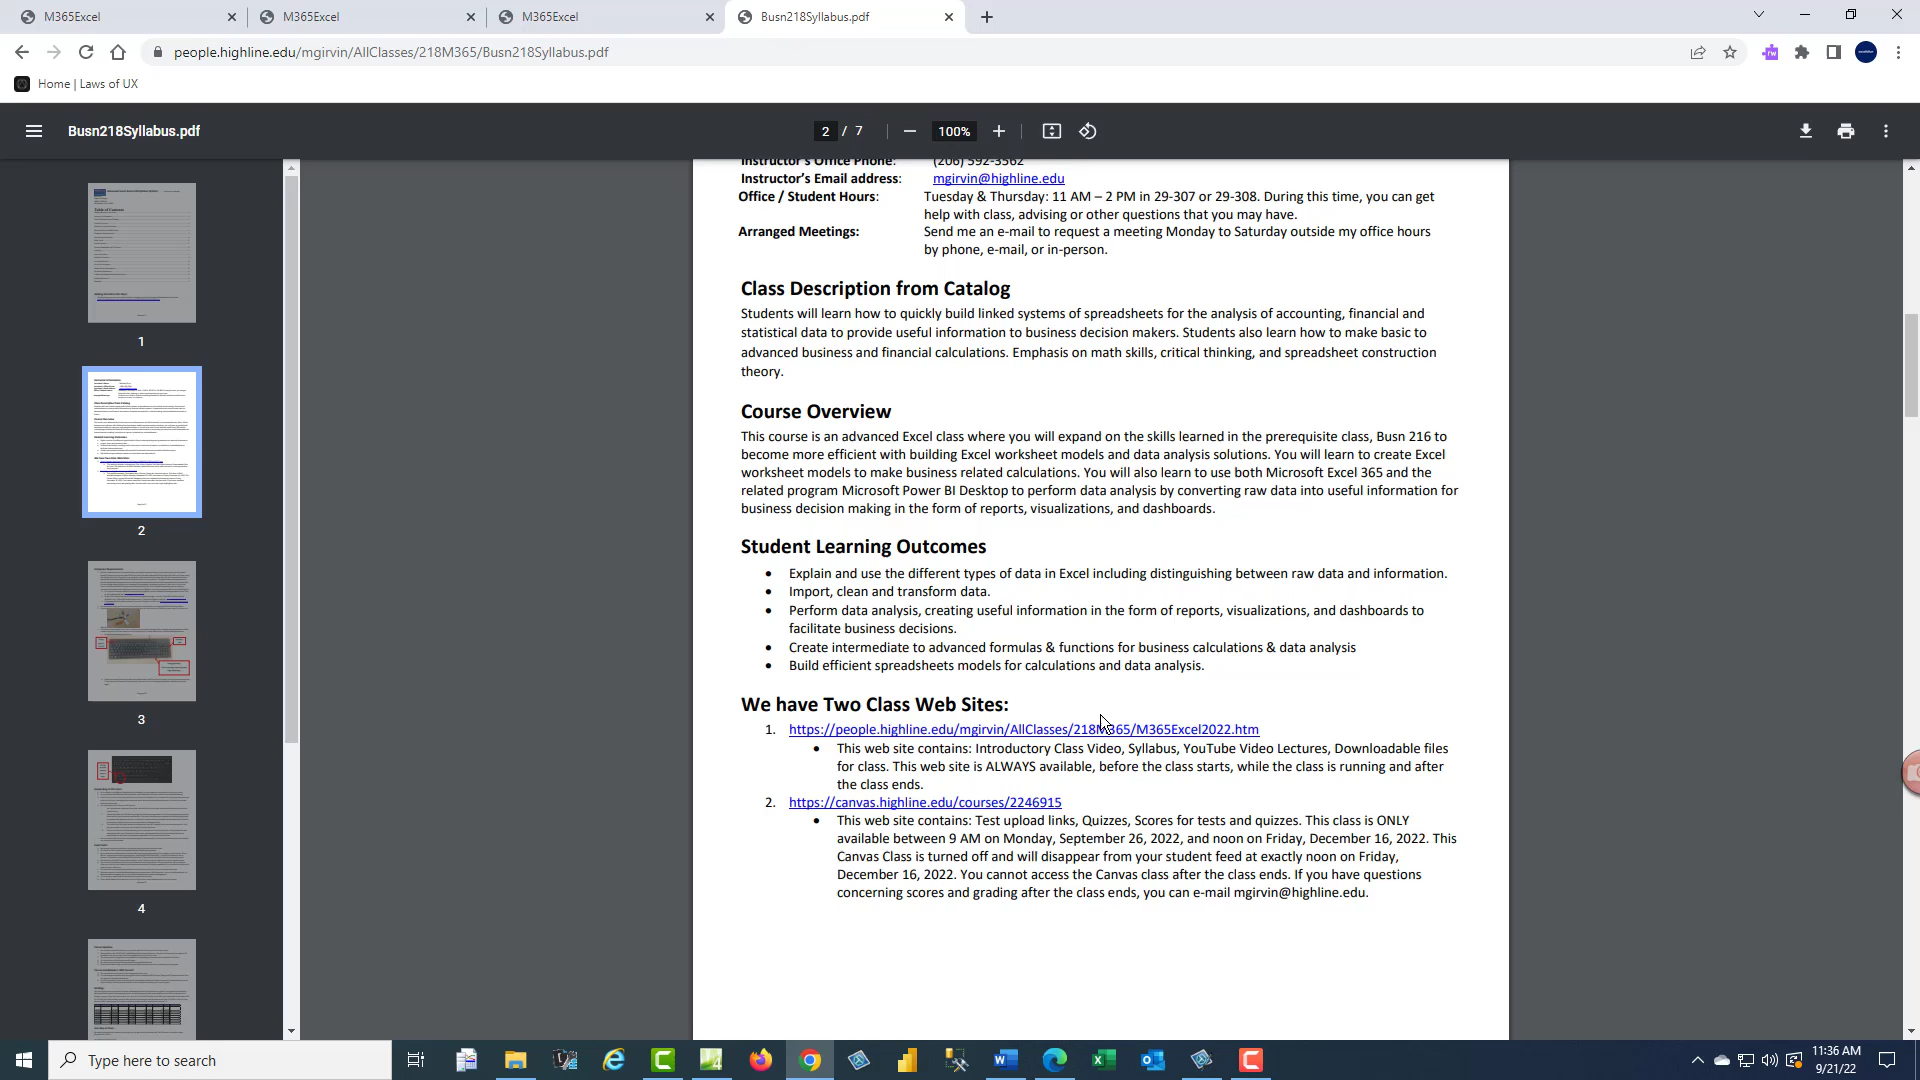 M365Excel
M365Excel
M365Excel
Busn218Syllabus.pdf
people.highline.edu/mgirvin/AllClasses/218M365/Busn218Syllabus.pdf
Home | Laws of UX
Busn218Syllabus.pdf
2 / 7
100%
1
2
3
4
Instructor's Office Phone: (206) 592-3562
Instructor's Email address: mgirvin@highline.edu
Office / Student Hours: Tuesday & Thursday: 11 AM – 2 PM in 29-307 or 29-308. During this time, you can get
help with class, advising or other questions that you may have.
Arranged Meetings: Send me an e-mail to request a meeting Monday to Saturday outside my office hours
by phone, e-mail, or in-person.
Class Description from Catalog
Students will learn how to quickly build linked systems of spreadsheets for the analysis of accounting, financial and
statistical data to provide useful information to business decision makers. Students also learn how to make basic to
advanced business and financial calculations. Emphasis on math skills, critical thinking, and spreadsheet construction
theory.
Course Overview
This course is an advanced Excel class where you will expand on the skills learned in the prerequisite class, Busn 216 to
become more efficient with building Excel worksheet models and data analysis solutions. You will learn to create Excel
worksheet models to make business related calculations. You will also learn to use both Microsoft Excel 365 and the
related program Microsoft Power BI Desktop to perform data analysis by converting raw data into useful information for
business decision making in the form of reports, visualizations, and dashboards.
Student Learning Outcomes
• Explain and use the different types of data in Excel including distinguishing between raw data and information.
• Import, clean and transform data.
• Perform data analysis, creating useful information in the form of reports, visualizations, and dashboards to
facilitate business decisions.
• Create intermediate to advanced formulas & functions for business calculations & data analysis
• Build efficient spreadsheets models for calculations and data analysis.
We have Two Class Web Sites:
1. https://people.highline.edu/mgirvin/AllClasses/218M365/M365Excel2022.htm
• This web site contains: Introductory Class Video, Syllabus, YouTube Video Lectures, Downloadable files
for class. This web site is ALWAYS available, before the class starts, while the class is running and after
the class ends.
2. https://canvas.highline.edu/courses/2246915
• This web site contains: Test upload links, Quizzes, Scores for tests and quizzes. This class is ONLY
available between 9 AM on Monday, September 26, 2022, and noon on Friday, December 16, 2022. This
Canvas Class is turned off and will disappear from your student feed at exactly noon on Friday,
December 16, 2022. You cannot access the Canvas class after the class ends. If you have questions
concerning scores and grading after the class ends, you can e-mail mgirvin@highline.edu.
Type here to search
11:36 AM
9/21/22